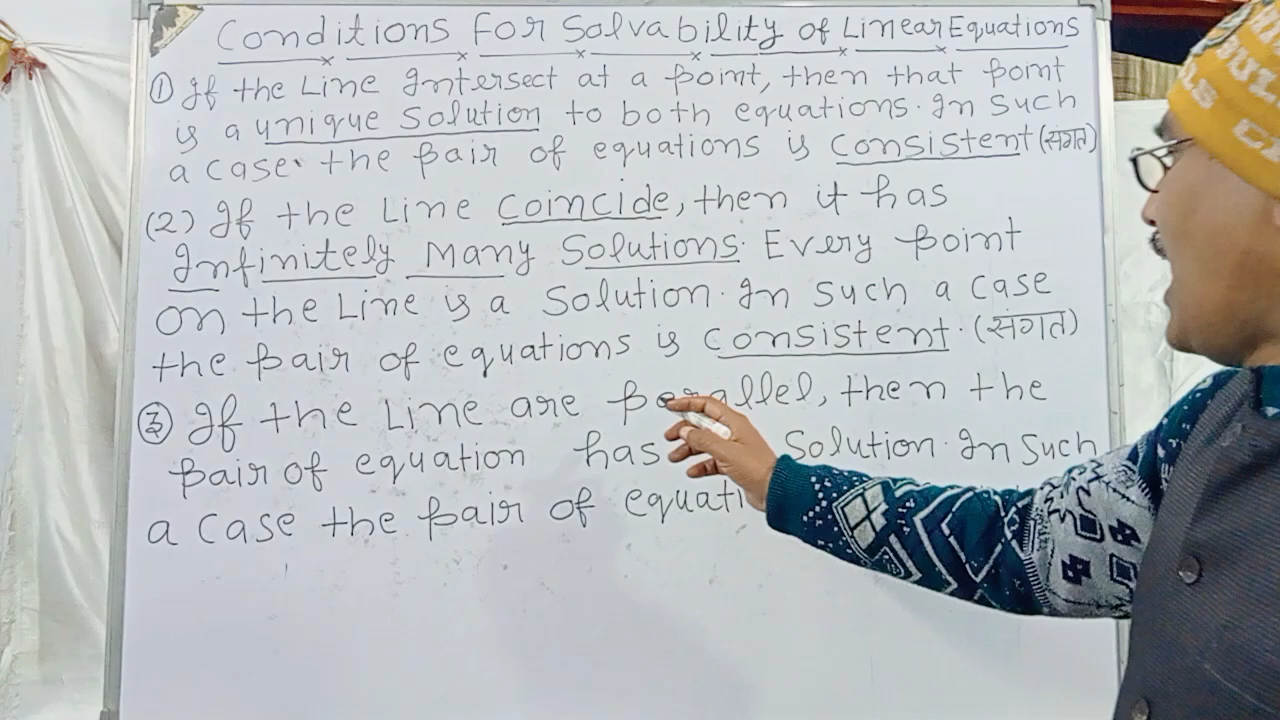 Conditions For Solvability of Linear Equations
① If the Line Intersect at a point, then that point
is a unique Solution to both equations. In such
a case. the pair of equations is consistent (संगत)
(2) If the Line coincide, then it has
Infinitely Many Solutions. Every point
on the Line is a Solution. In such a case
the pair of equations is consistent. (संगत)
③ If the Line are parallel, then the
pair of equation has Solution. In Such
a case the pair of